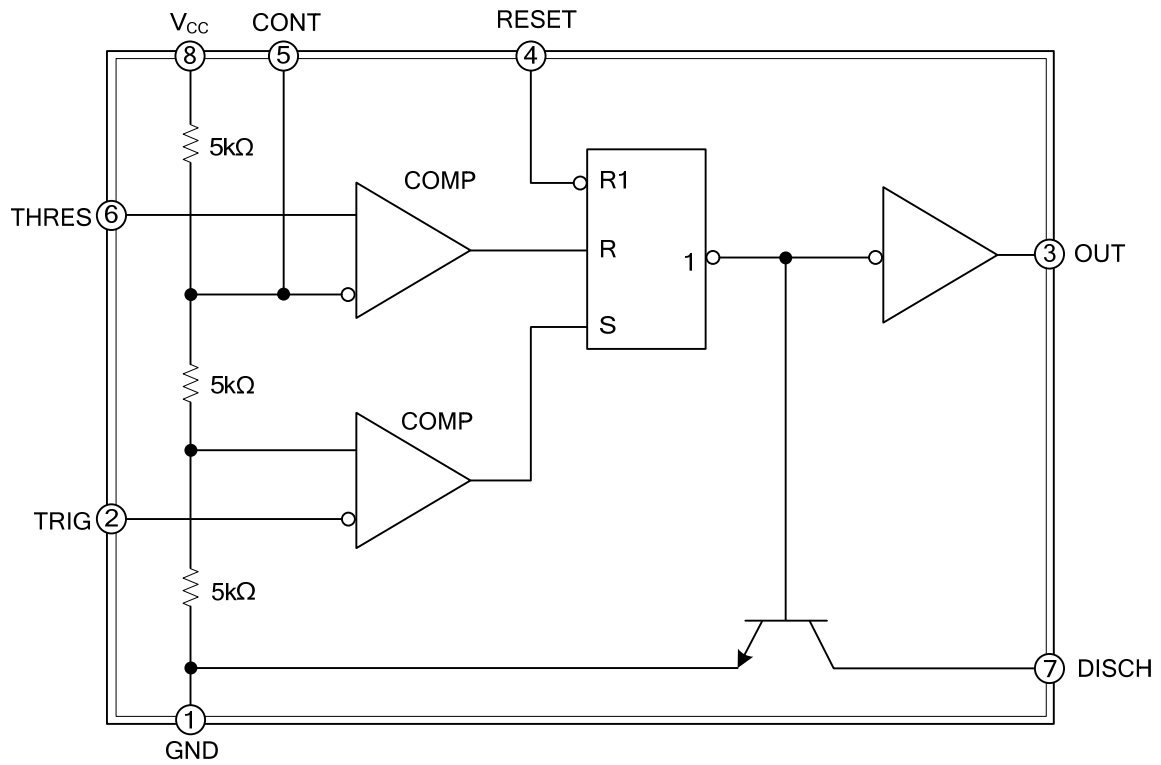 VCC
CONT
RESET
8
5
4
5kΩ
COMP
R1
THRES
6
R
1
3
OUT
S
5kΩ
COMP
TRIG
2
5kΩ
7
DISCH
1
GND